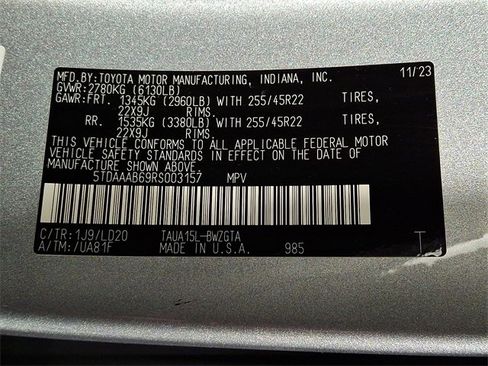 MFD.BY:TOYOTA MOTOR MANUFACTURING, INDIANA, INC. 11/23
GVWR:2780KG (6130LB)
GAWR:FRT. 1345KG (2960LB) WITH 255/45R22 TIRES,
22X9J RIMS.
RR. 1535KG (3380LB) WITH 255/45R22 TIRES,
22X9J RIMS.
THIS VEHICLE CONFORMS TO ALL APPLICABLE FEDERAL MOTOR
VEHICLE SAFETY STANDARDS IN EFFECT ON THE DATE OF
MANUFACTURE SHOWN ABOVE.
5TDAAAB69RS003157 MPV
C/TR:1J9/LD20 TAUA15L-BWZGTA
A/TM:/UA81F MADE IN U.S.A. 985 T